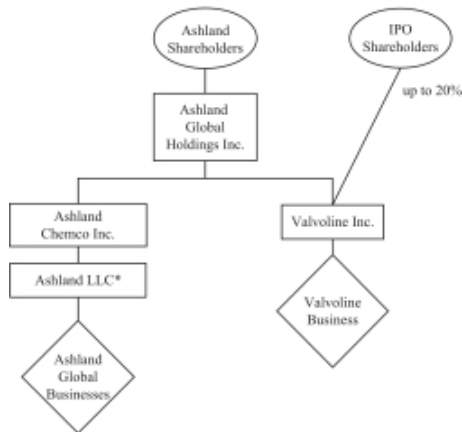 Ashland
Shareholders
IPO
Shareholders
up to 20%
Ashland
Global
Holdings Inc.
Ashland
Chemco Inc.
Valvoline Inc.
Ashland LLC*
Valvoline
Business
Ashland
Global
Businesses